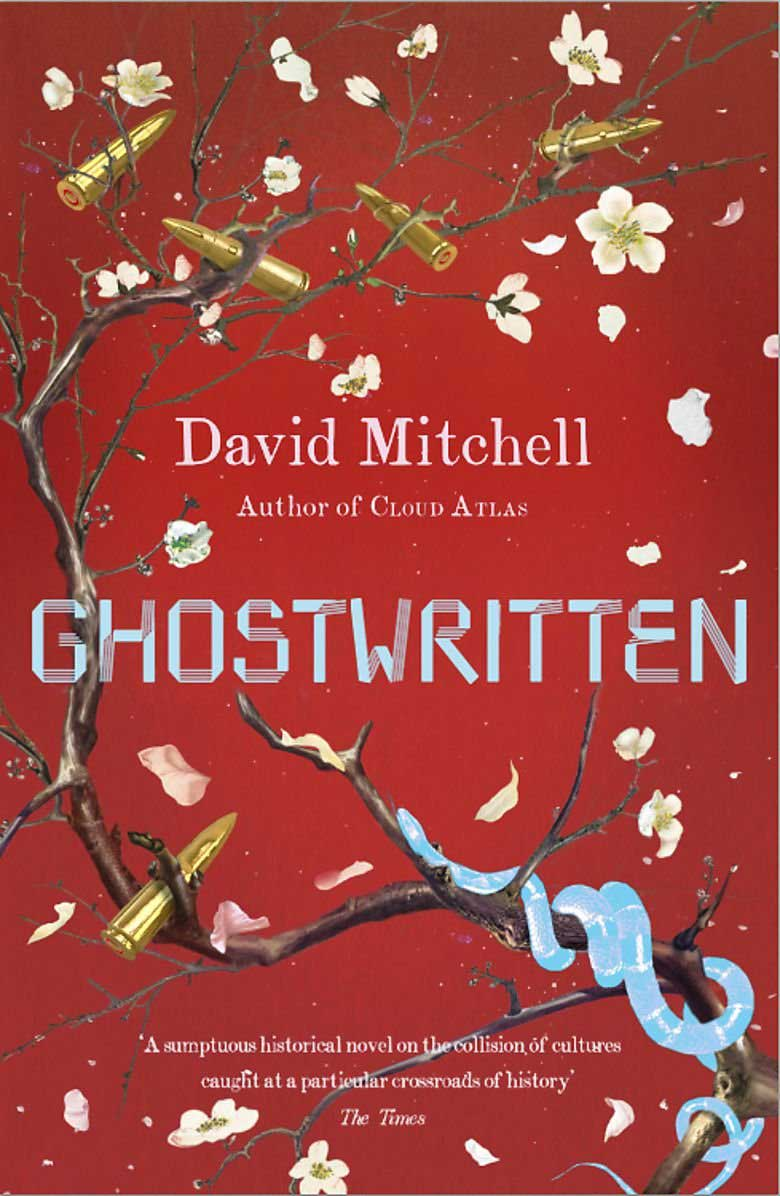 David Mitchell
Author of CLOUD ATLAS
GHOSTWRITTEN
'A sumptuous historical novel on the collision of cultures
caught at a particular crossroads of history'
The Times